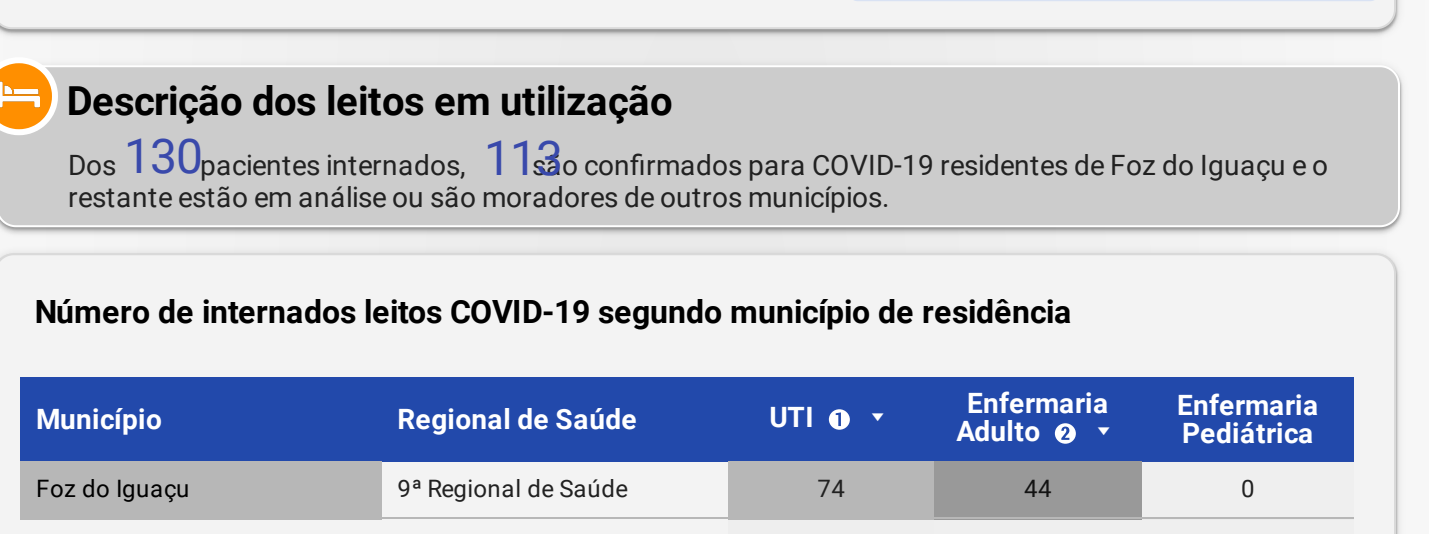 Descrição dos leitos em utilização
Dos 130 pacientes internados, 113 são confirmados para COVID-19 residentes de Foz do Iguaçu e o
restante estão em análise ou são moradores de outros municípios.
Número de internados leitos COVID-19 segundo município de residência
Município Regional de Saúde UTI ❶ ▼ Enfermaria Adulto ❷ ▼ Enfermaria Pediátrica
Foz do Iguaçu 9ª Regional de Saúde 74 44 0